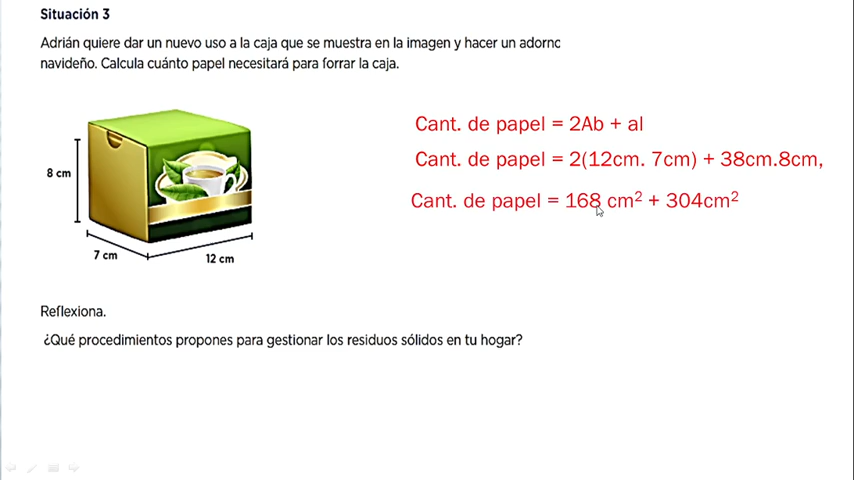 Situación 3
Adrián quiere dar un nuevo uso a la caja que se muestra en la imagen y hacer un adorno
navideño. Calcula cuánto papel necesitará para forrar la caja.
Cant. de papel = 2Ab + al
Cant. de papel = 2(12cm. 7cm) + 38cm.8cm,
8 cm
Cant. de papel = 168 cm² + 304cm²
7 cm
12 cm
Reflexiona.
¿Qué procedimientos propones para gestionar los residuos sólidos en tu hogar?